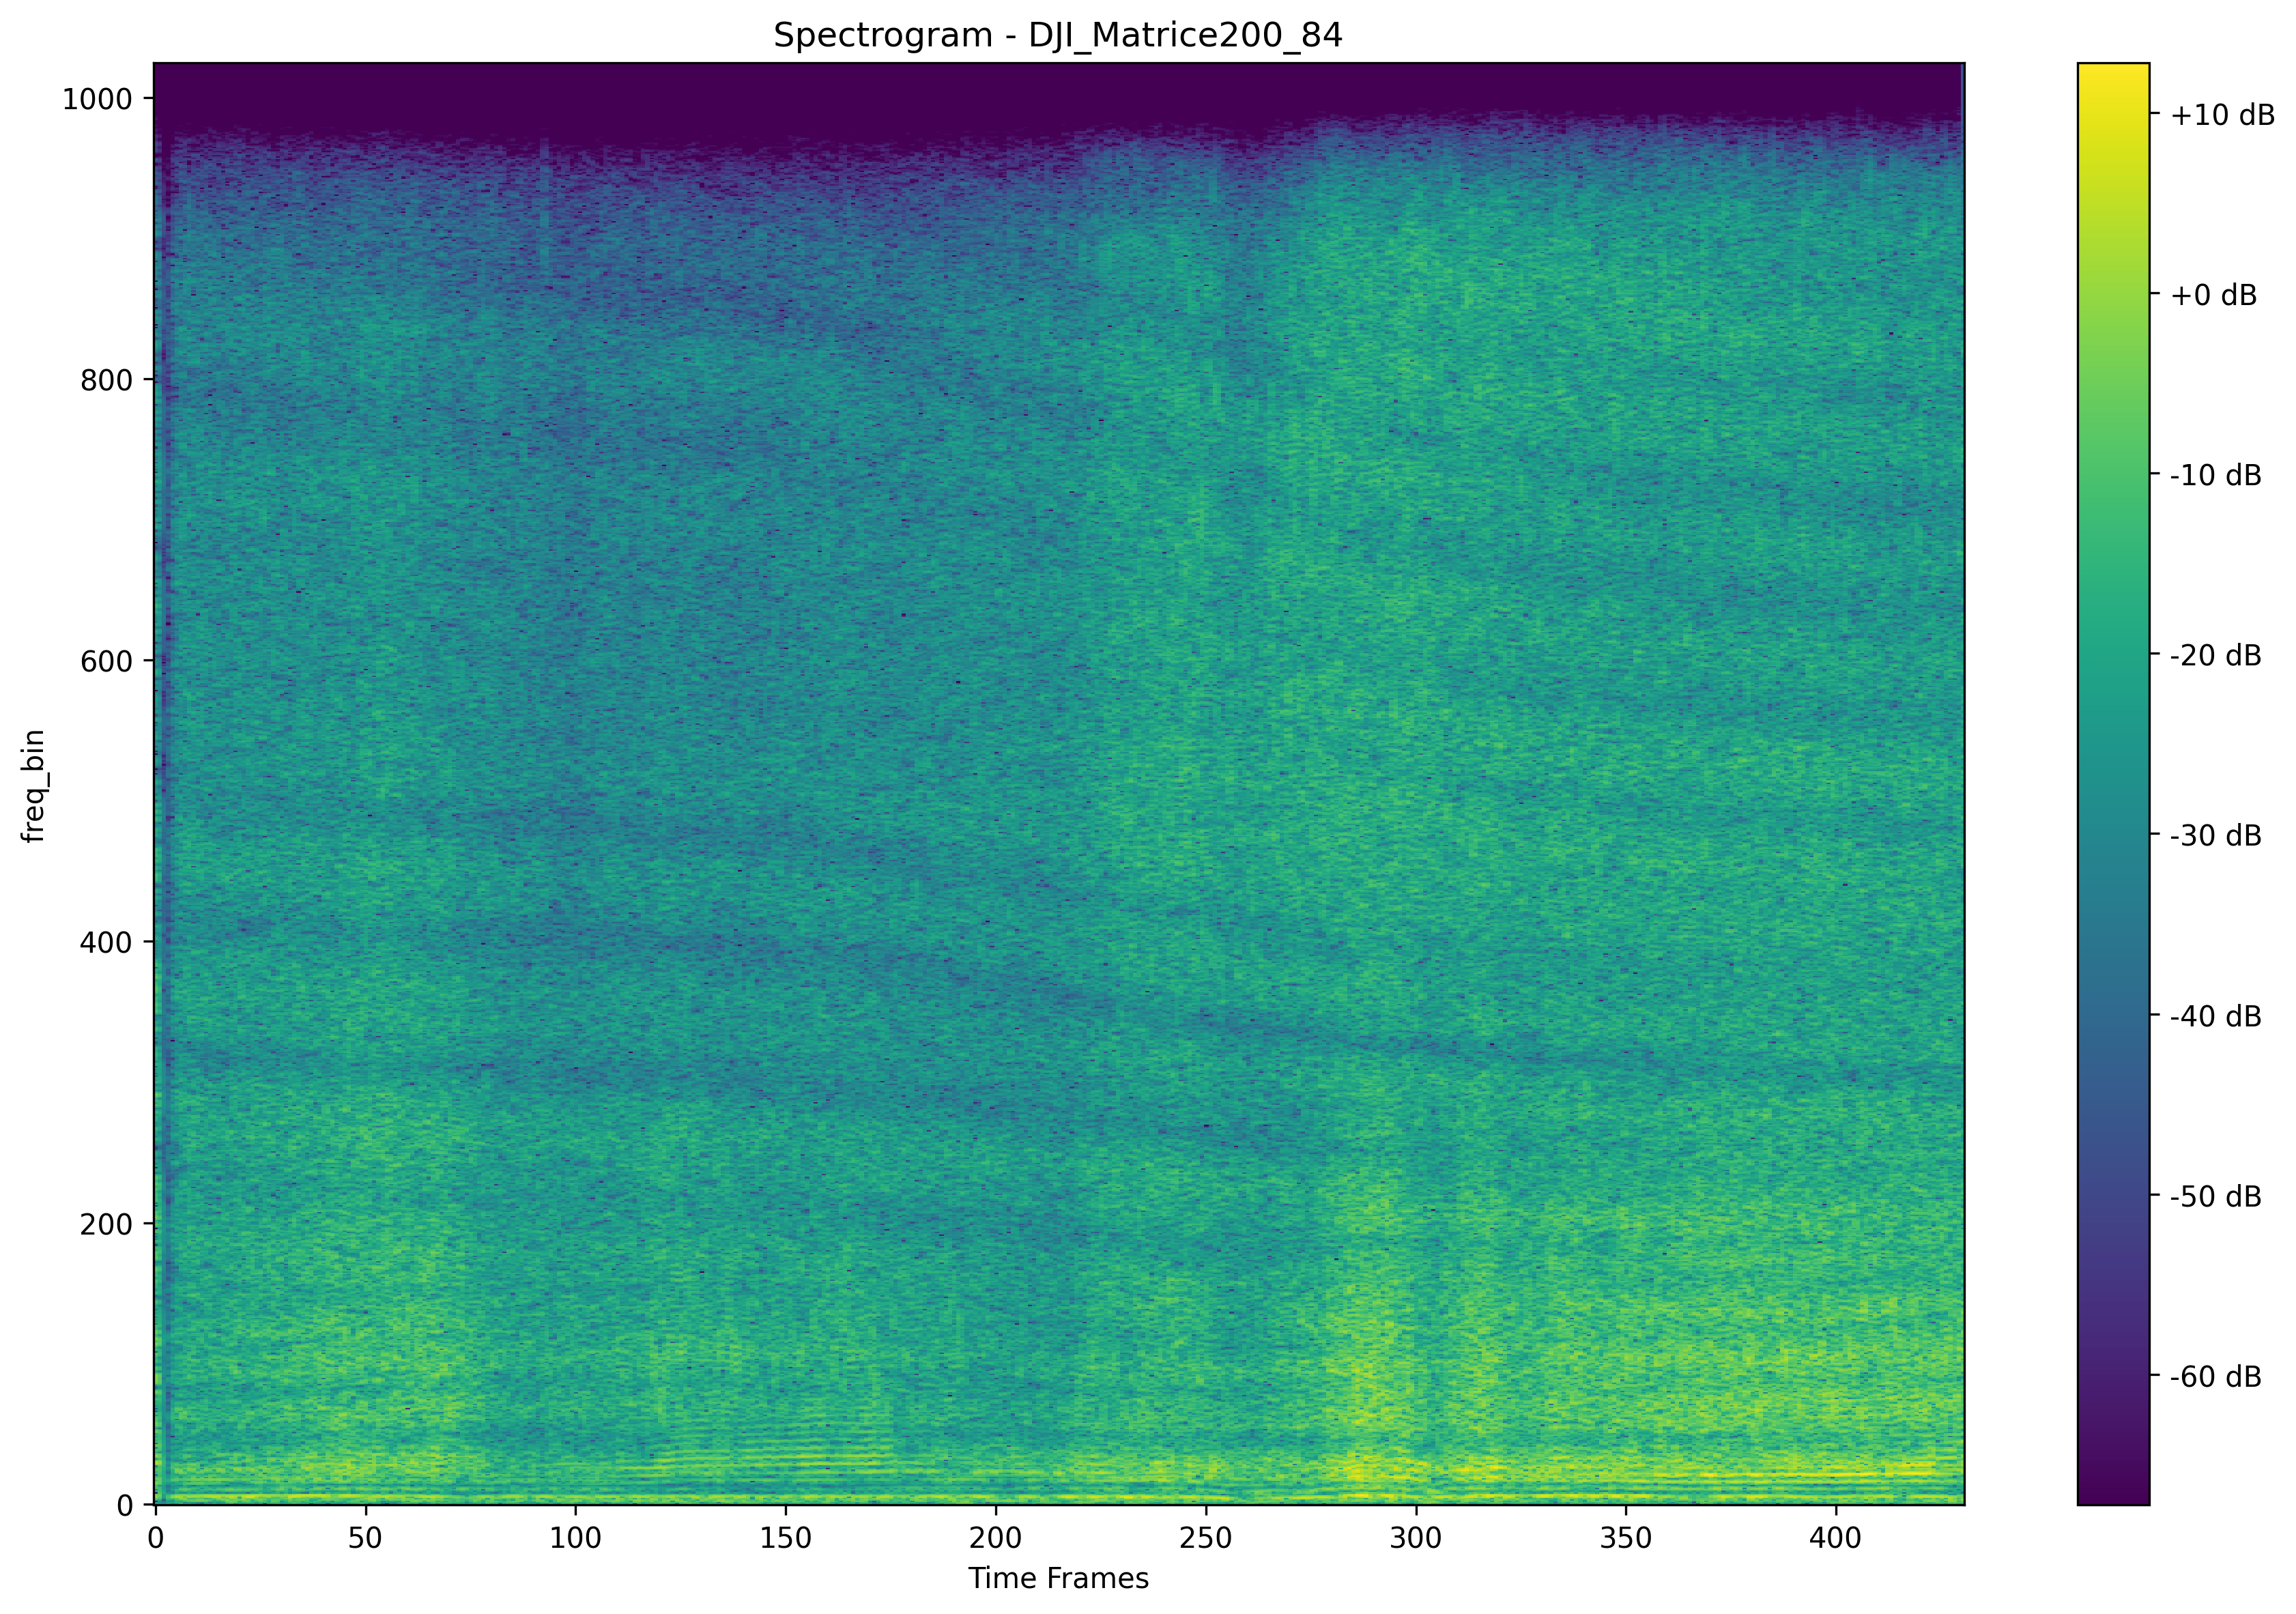 Spectrogram - DJI_Matrice200_84
1000
800
600
400
200
0
freq_bin
0 50 100 150 200 250 300 350 400
Time Frames
+10 dB
+0 dB
-10 dB
-20 dB
-30 dB
-40 dB
-50 dB
-60 dB